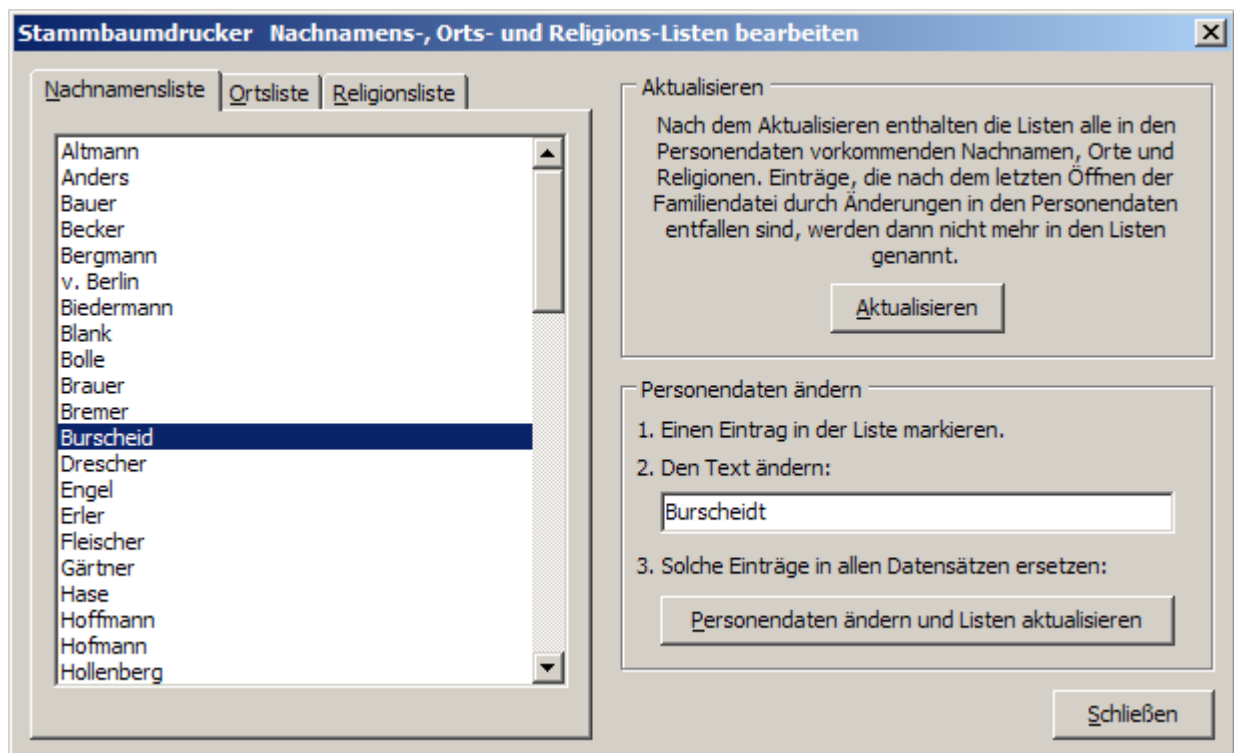 Stammbaumdrucker Nachnamens-, Orts- und Religions-Listen bearbeiten
Nachnamensliste
Ortsliste
Religionsliste
Altmann
Anders
Bauer
Becker
Bergmann
v. Berlin
Biedermann
Blank
Bolle
Brauer
Bremer
Burscheid
Drescher
Engel
Erler
Fleischer
Gärtner
Hase
Hoffmann
Hofmann
Hollenberg
Aktualisieren
Nach dem Aktualisieren enthalten die Listen alle in den
Personendaten vorkommenden Nachnamen, Orte und
Religionen. Einträge, die nach dem letzten Öffnen der
Familiendatei durch Änderungen in den Personendaten
entfallen sind, werden dann nicht mehr in den Listen
genannt.
Aktualisieren
Personendaten ändern
1. Einen Eintrag in der Liste markieren.
2. Den Text ändern:
Burscheidt
3. Solche Einträge in allen Datensätzen ersetzen:
Personendaten ändern und Listen aktualisieren
Schließen